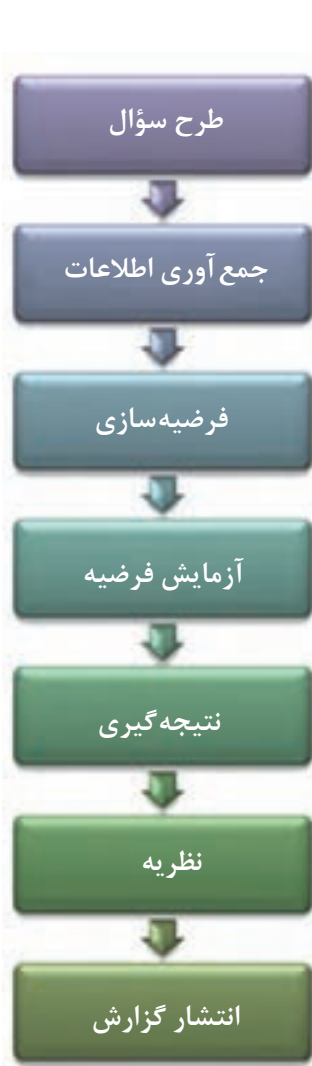 طرح سؤال
جمع‌آوری اطلاعات
فرضیه‌سازی
آزمایش فرضیه
نتیجه‌گیری
نظریه
انتشار گزارش